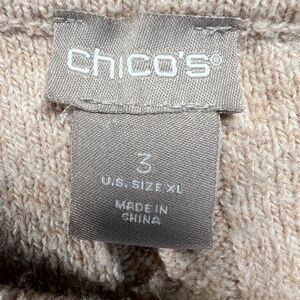 chico's®
3
U.S. SIZE XL
MADE IN
CHINA